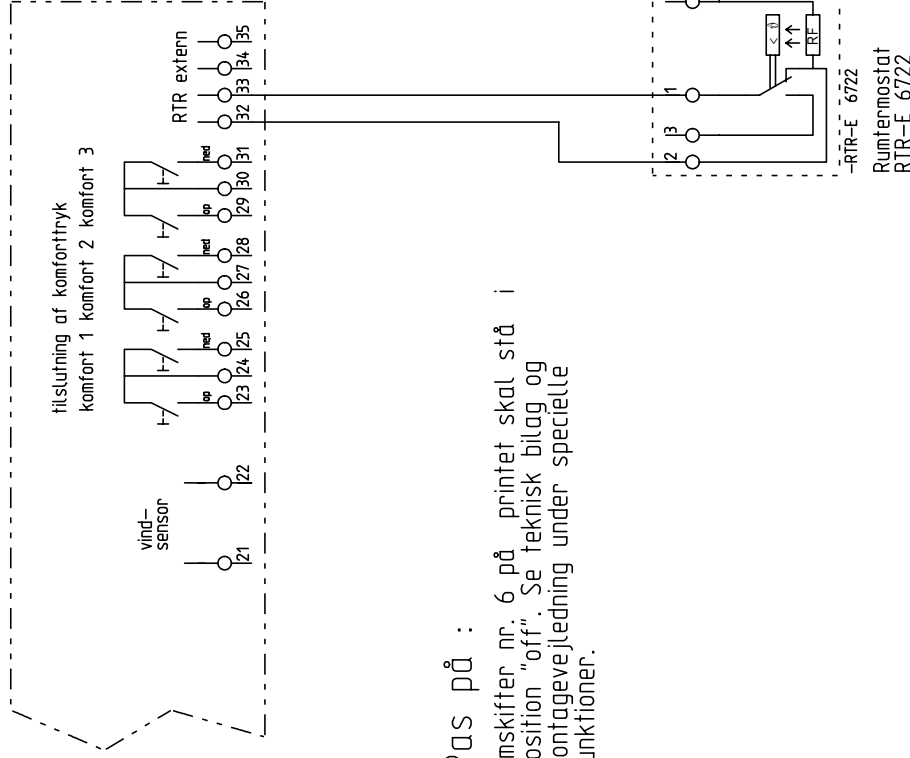 tilslutning af komforttryk
komfort 1 komfort 2 komfort 3
RTR extern
vind-
sensor
op
ned
op
ned
op
ned
21
22
23
24
25
26
27
28
29
30
31
32
33
34
35
Pas på :
mskifter nr. 6 på printet skal stå i
osition "off". Se teknisk bilag og
ontagevejledning under specielle
unktioner.
2
3
1
< ϑ
RF
-RTR-E 6722
Rumtermostat
RTR-E 6722